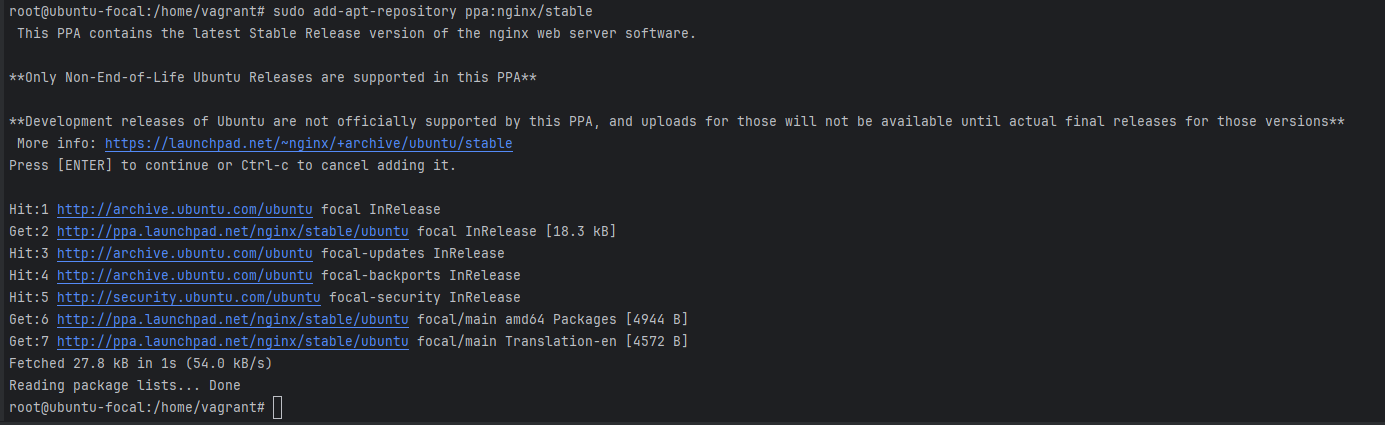 root@ubuntu-focal:/home/vagrant# sudo add-apt-repository ppa:nginx/stable
 This PPA contains the latest Stable Release version of the nginx web server software.

**Only Non-End-of-Life Ubuntu Releases are supported in this PPA**

**Development releases of Ubuntu are not officially supported by this PPA, and uploads for those will not be available until actual final releases for those versions**
 More info: https://launchpad.net/~nginx/+archive/ubuntu/stable
Press [ENTER] to continue or Ctrl-c to cancel adding it.

Hit:1 http://archive.ubuntu.com/ubuntu focal InRelease
Get:2 http://ppa.launchpad.net/nginx/stable/ubuntu focal InRelease [18.3 kB]
Hit:3 http://archive.ubuntu.com/ubuntu focal-updates InRelease
Hit:4 http://archive.ubuntu.com/ubuntu focal-backports InRelease
Hit:5 http://security.ubuntu.com/ubuntu focal-security InRelease
Get:6 http://ppa.launchpad.net/nginx/stable/ubuntu focal/main amd64 Packages [4944 B]
Get:7 http://ppa.launchpad.net/nginx/stable/ubuntu focal/main Translation-en [4572 B]
Fetched 27.8 kB in 1s (54.0 kB/s)
Reading package lists... Done
root@ubuntu-focal:/home/vagrant#